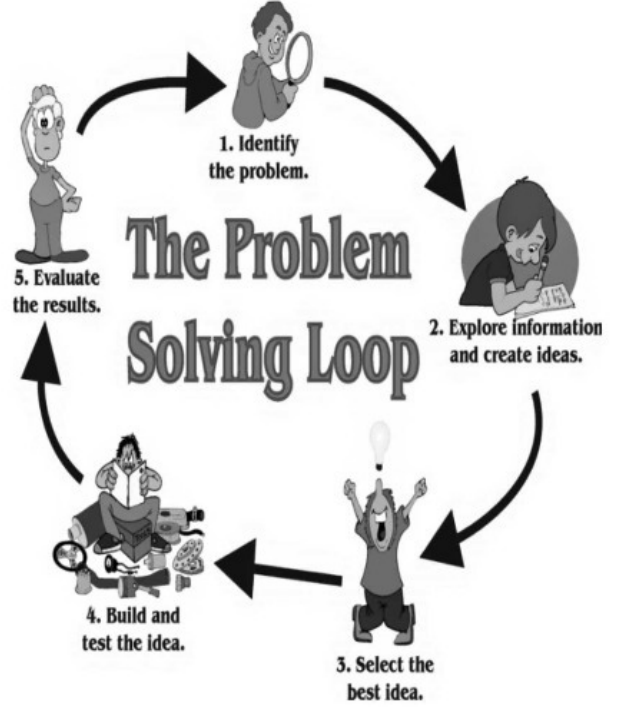 The Problem
Solving Loop
1. Identify
the problem.
2. Explore information
and create ideas.
3. Select the
best idea.
4. Build and
test the idea.
5. Evaluate
the results.